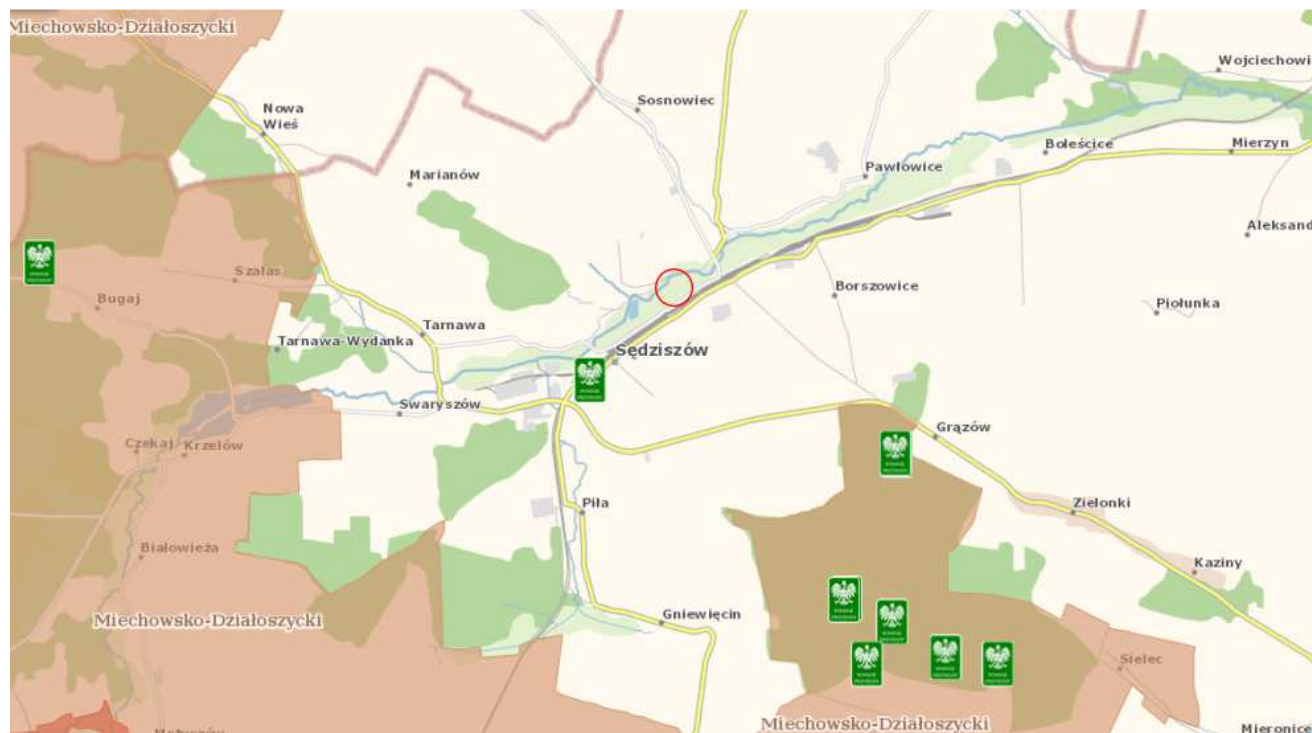 Miechowsko-Działoszycki
Nowa
Wieś
Sosnowiec
Wojciechowi
Marianów
Pawłowice
Boleścice
Mierzyn
Szałas
Bugaj
Borszowice
Aleksand
Piołunka
Tarnawa
Tarnawa-Wydanka
Sędziszów
Swaryszów
Czekaj
Krzelów
Grązów
Piła
Zielonki
Białowieża
Kaziny
Miechowsko-Działoszycki
Gniewięcin
Sielec
Miechowsko-Działoszycki
Mieronice